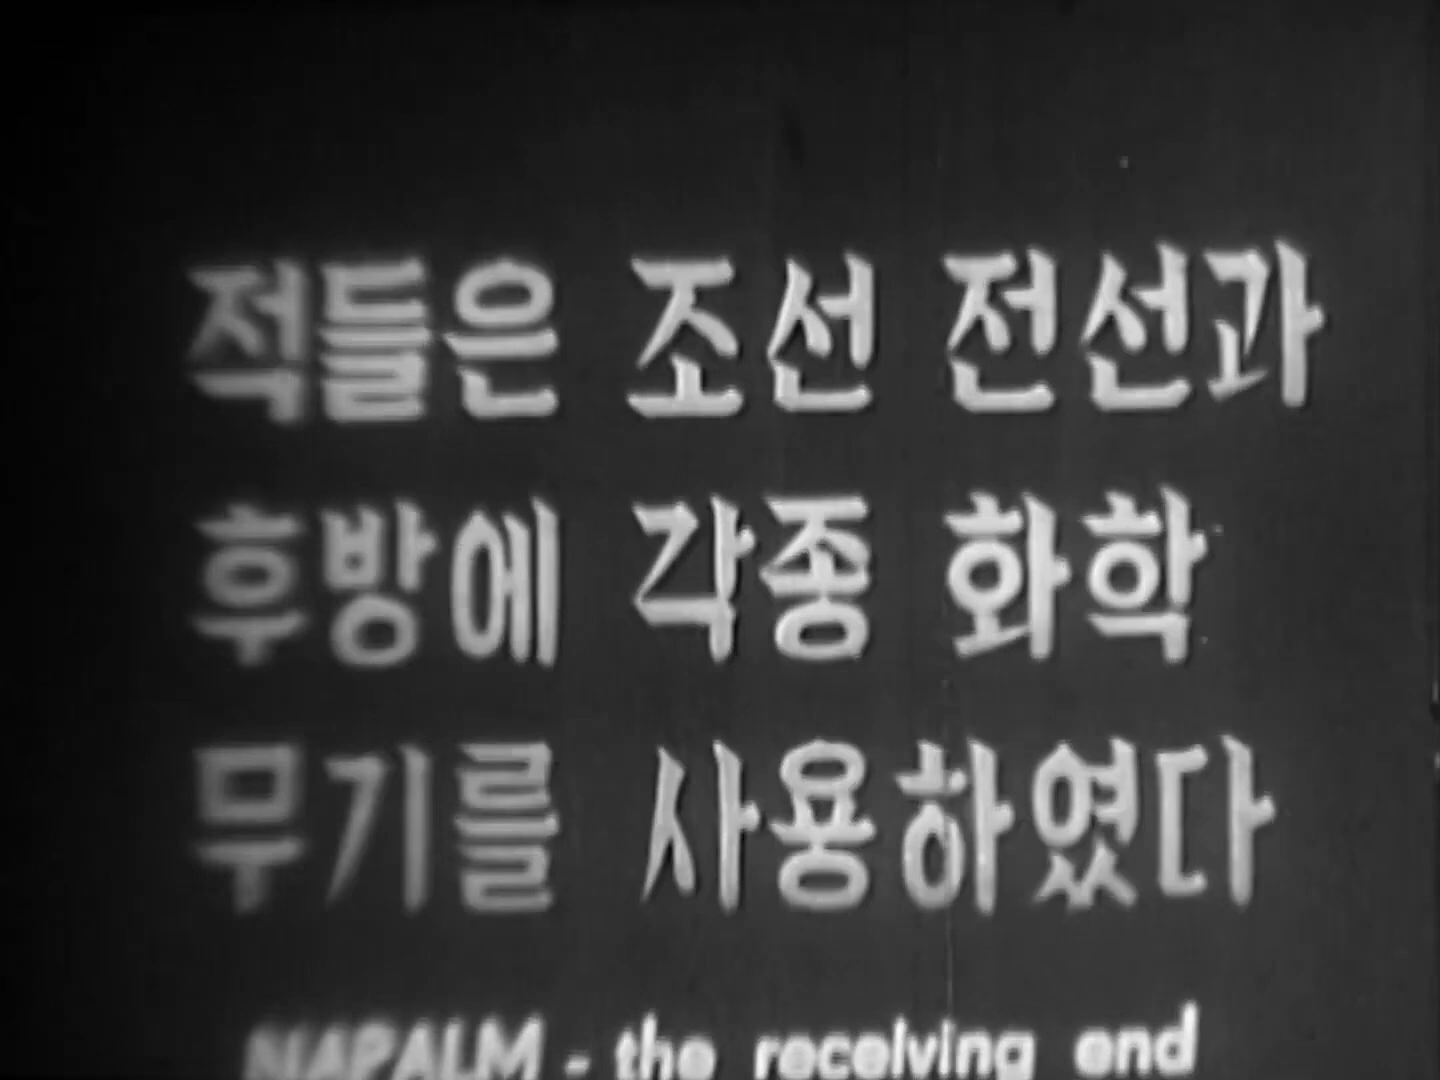 적들은 조선 전선과
후방에 각종 화학
무기를 사용하였다
NAPALM - the receiving end